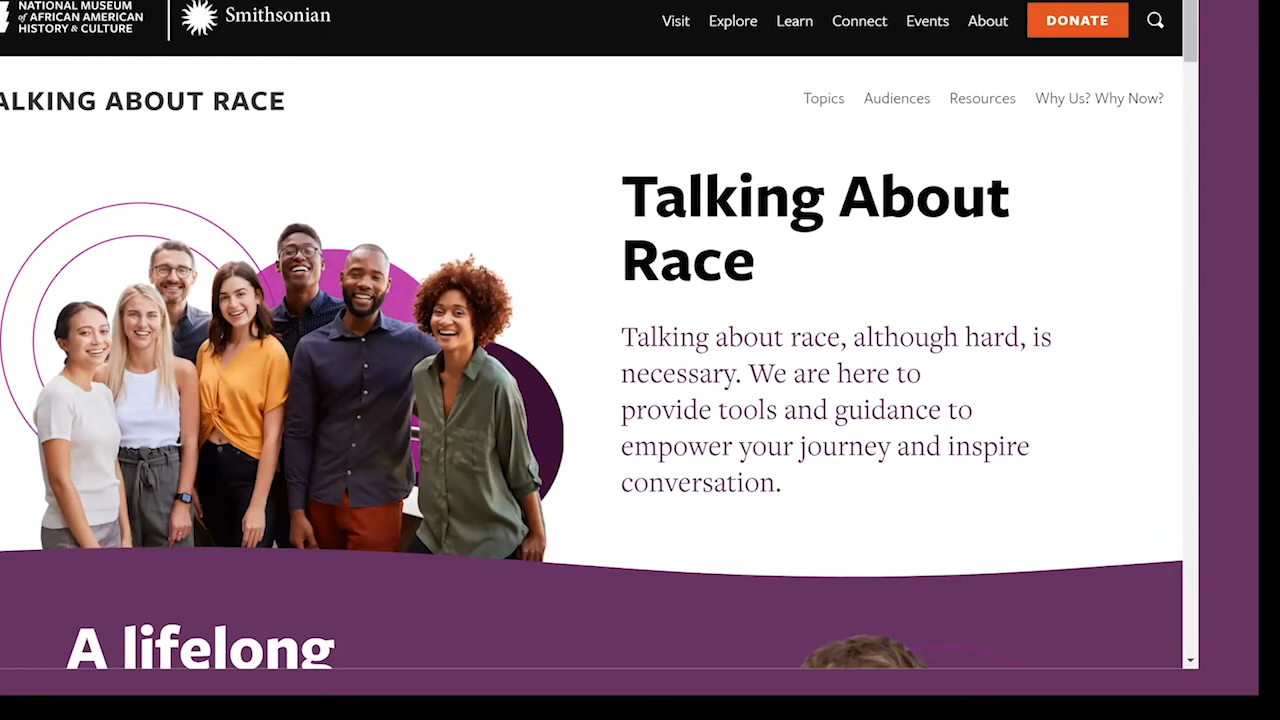 NATIONAL MUSEUM
of AFRICAN AMERICAN
HISTORY & CULTURE
Smithsonian
Visit Explore Learn Connect Events About DONATE
ALKING ABOUT RACE
Topics Audiences Resources Why Us? Why Now?
Talking About
Race
Talking about race, although hard, is
necessary. We are here to
provide tools and guidance to
empower your journey and inspire
conversation.
A lifelong